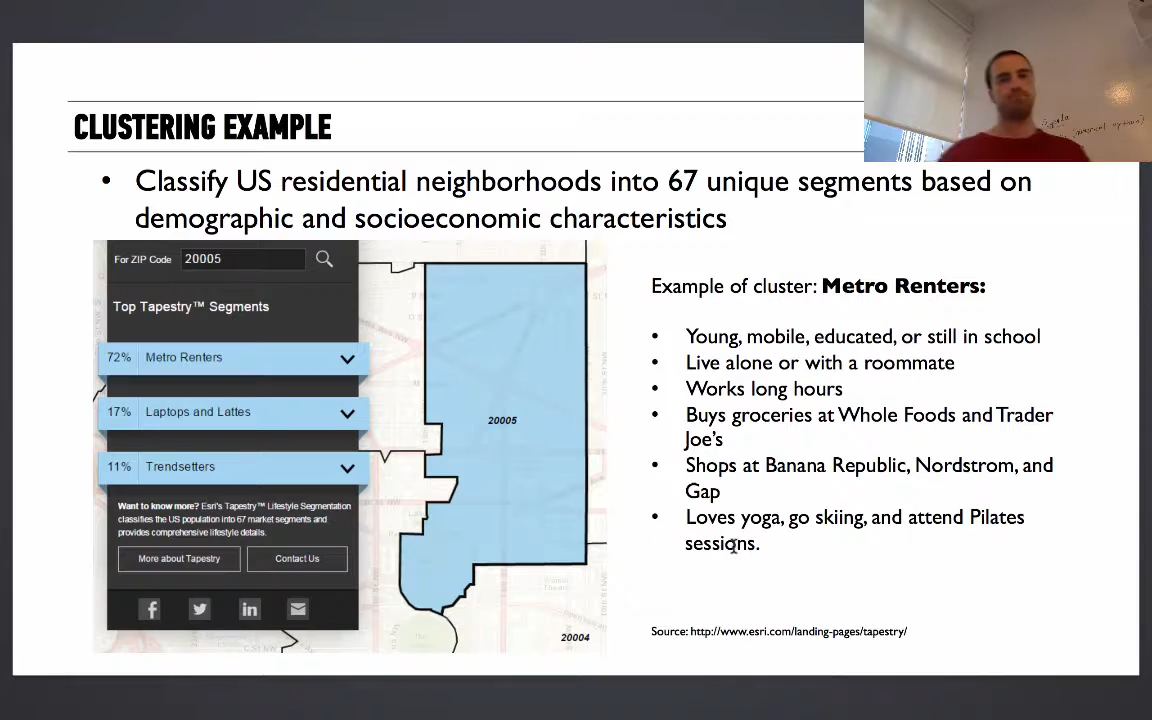 CLUSTERING EXAMPLE
• Classify US residential neighborhoods into 67 unique segments based on
demographic and socioeconomic characteristics
For ZIP Code 20005
Top Tapestry™ Segments
72% Metro Renters
17% Laptops and Lattes
11% Trendsetters
Want to know more? Esri's Tapestry™ Lifestyle Segmentation
classifies the US population into 67 market segments and
provides comprehensive lifestyle details.
More about Tapestry
Contact Us
20005
20004
Example of cluster: Metro Renters:
• Young, mobile, educated, or still in school
• Live alone or with a roommate
• Works long hours
• Buys groceries at Whole Foods and Trader
Joe's
• Shops at Banana Republic, Nordstrom, and
Gap
• Loves yoga, go skiing, and attend Pilates
sessions.
Source: http://www.esri.com/landing-pages/tapestry/